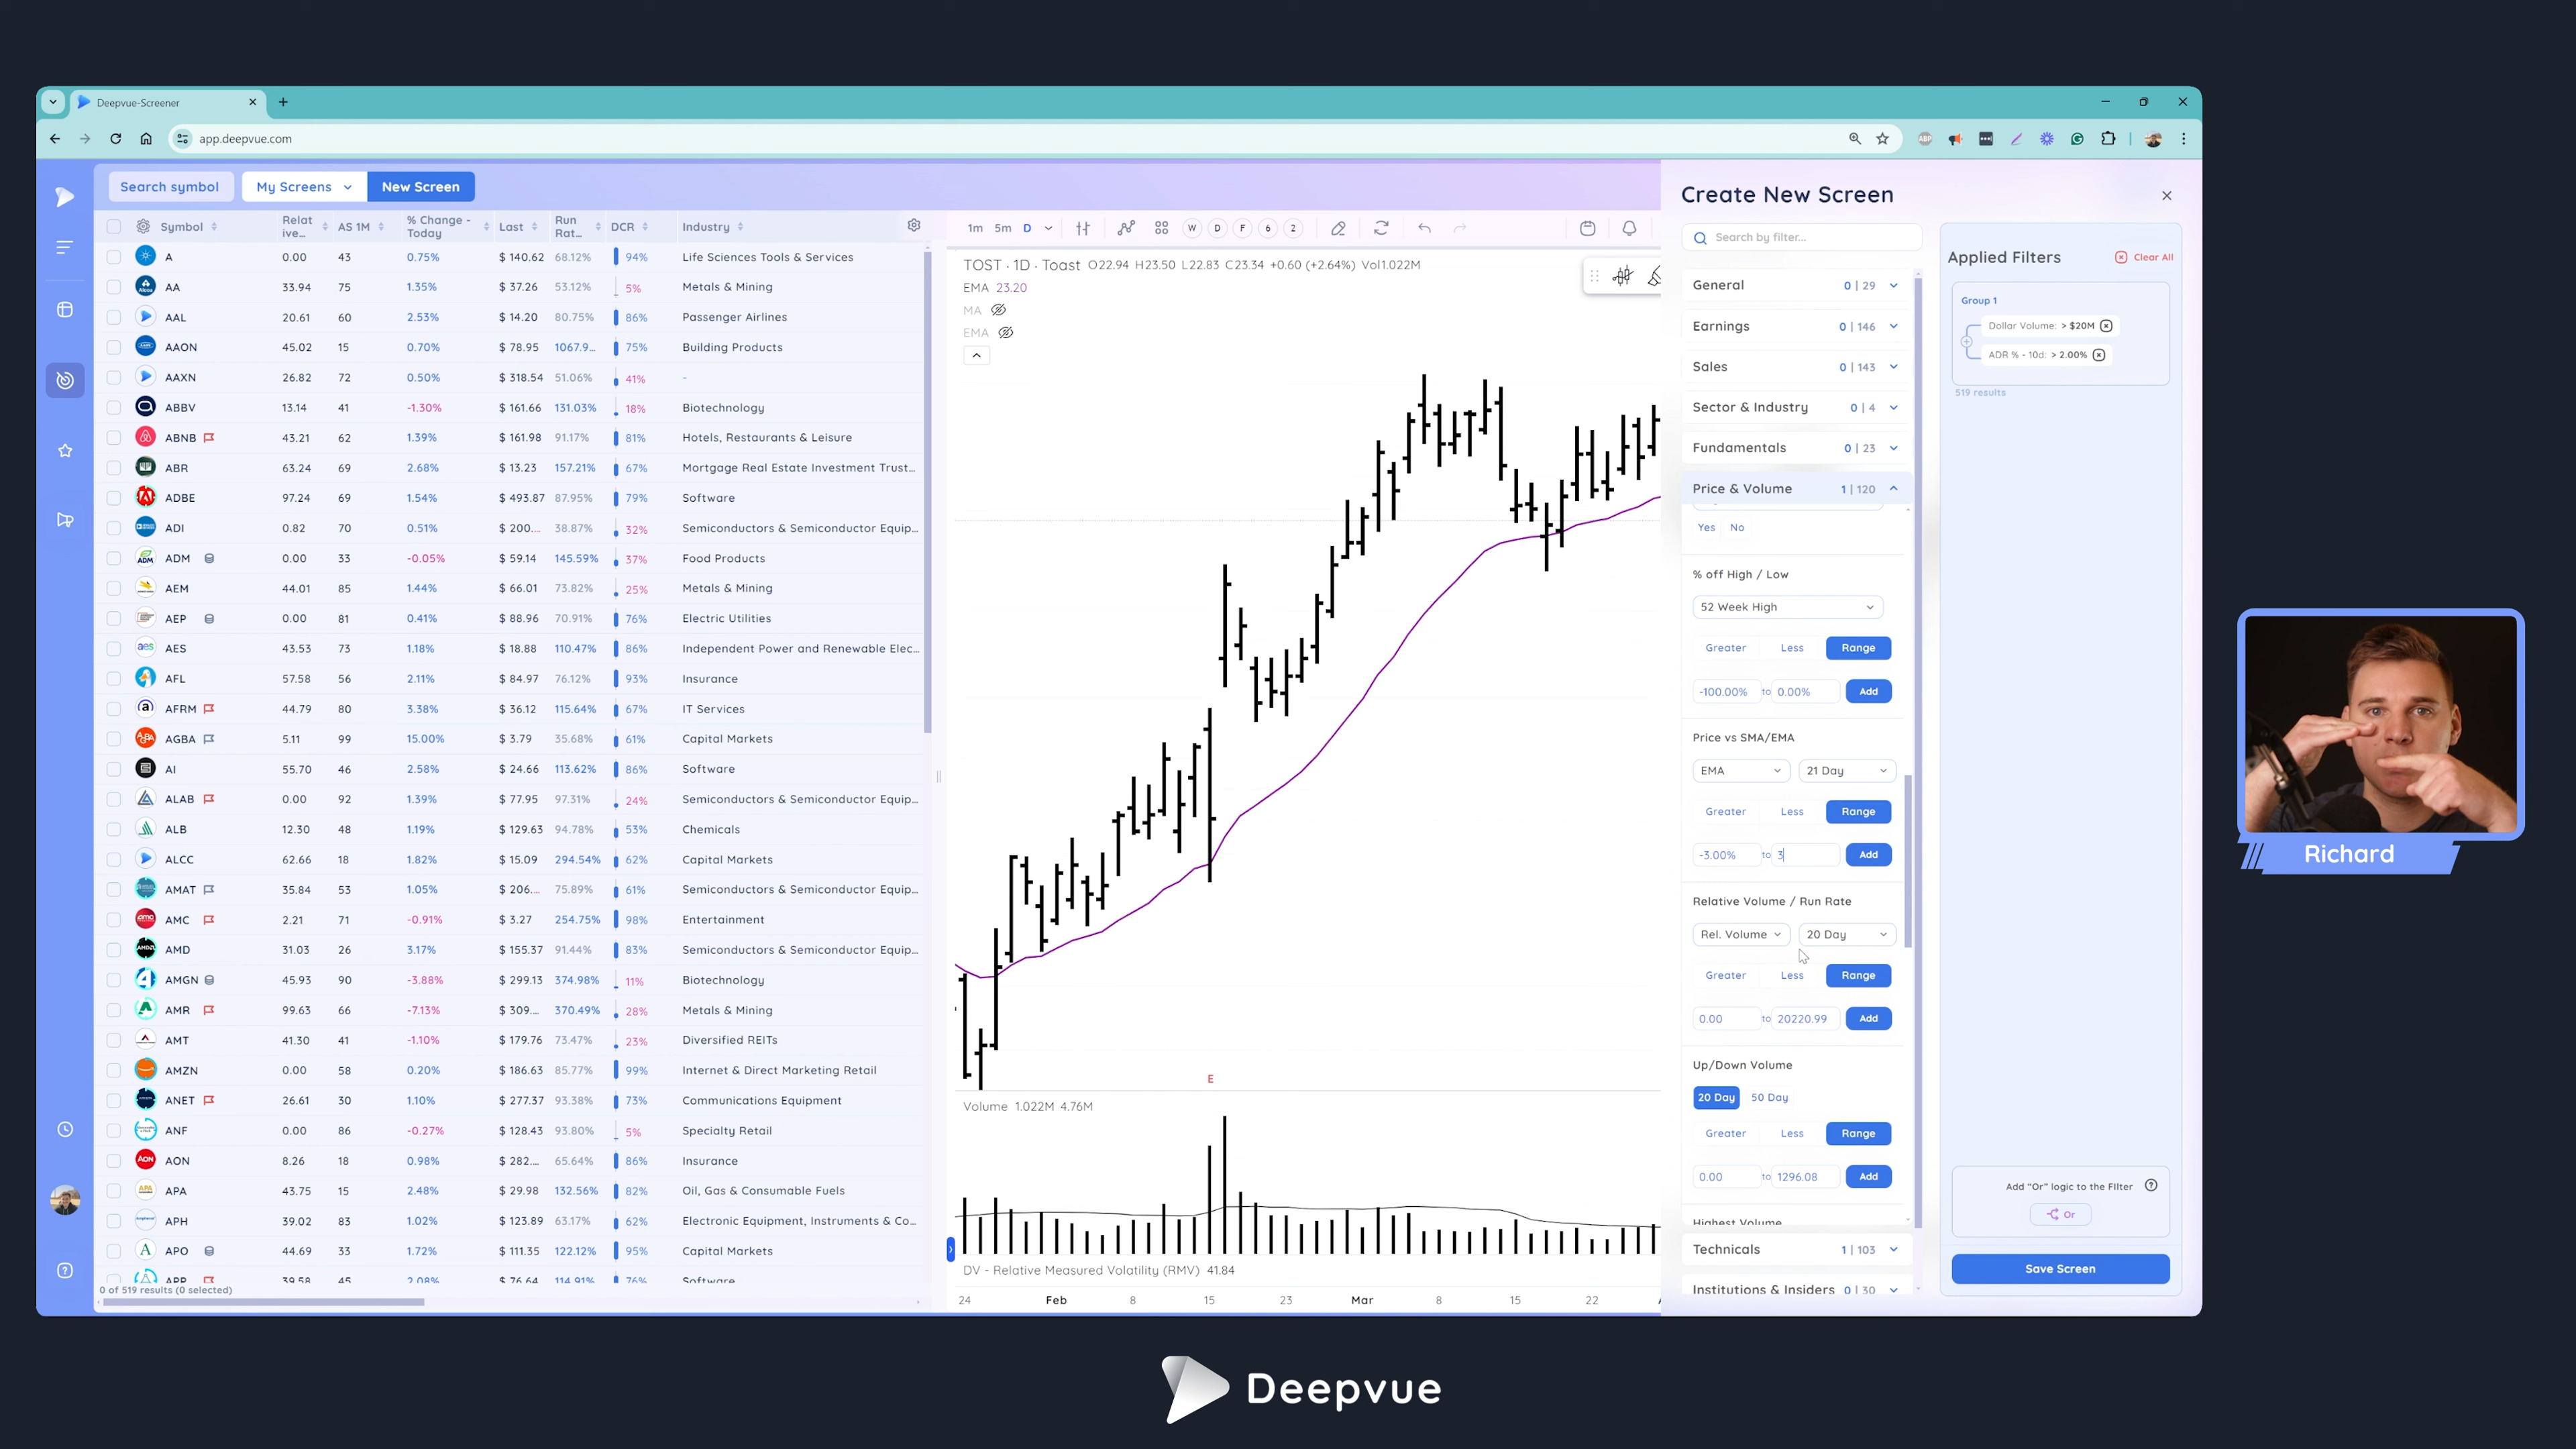 Deepvue-Screener
app.deepvue.com
Search symbol My Screens New Screen
Symbol Relative... AS 1M % Change - Today Last Run Rat... DCR Industry
A 0.00 43 0.75% $ 140.62 68.12% 94% Life Sciences Tools & Services
AA 33.94 75 1.35% $ 37.26 53.12% 5% Metals & Mining
AAL 20.61 60 2.53% $ 14.20 80.75% 86% Passenger Airlines
AAON 45.02 15 0.70% $ 78.95 1067.9... 75% Building Products
AAXN 26.82 72 0.50% $ 318.54 51.06% 41% -
ABBV 13.14 41 -1.30% $ 161.66 131.03% 18% Biotechnology
ABNB 43.21 62 1.39% $ 161.98 91.17% 81% Hotels, Restaurants & Leisure
ABR 63.24 69 2.68% $ 13.23 157.21% 67% Mortgage Real Estate Investment Trust...
ADBE 97.24 69 1.54% $ 493.87 87.95% 79% Software
ADI 0.82 70 0.51% $ 200.... 38.87% 32% Semiconductors & Semiconductor Equip...
ADM 0.00 33 -0.05% $ 59.14 145.59% 37% Food Products
AEM 44.01 85 1.44% $ 66.01 73.82% 25% Metals & Mining
AEP 0.00 81 0.41% $ 88.96 70.91% 76% Electric Utilities
AES 43.53 73 1.18% $ 18.88 110.47% 86% Independent Power and Renewable Elec...
AFL 57.58 56 2.11% $ 84.97 76.12% 93% Insurance
AFRM 44.79 80 3.38% $ 36.12 115.64% 67% IT Services
AGBA 5.11 99 15.00% $ 3.79 35.68% 61% Capital Markets
AI 55.70 46 2.58% $ 24.66 113.62% 86% Software
ALAB 0.00 92 1.39% $ 77.95 97.31% 24% Semiconductors & Semiconductor Equip...
ALB 12.30 48 1.19% $ 129.63 94.78% 53% Chemicals
ALCC 62.66 18 1.82% $ 15.09 294.54% 62% Capital Markets
AMAT 35.84 53 1.05% $ 206.... 75.89% 61% Semiconductors & Semiconductor Equip...
AMC 2.21 71 -0.91% $ 3.27 254.75% 98% Entertainment
AMD 31.03 26 3.17% $ 155.37 91.44% 83% Semiconductors & Semiconductor Equip...
AMGN 45.93 90 -3.88% $ 299.13 374.98% 11% Biotechnology
AMR 99.63 66 -7.13% $ 309.... 370.49% 28% Metals & Mining
AMT 41.30 41 -1.10% $ 179.76 73.47% 23% Diversified REITs
AMZN 0.00 58 0.20% $ 186.63 85.77% 99% Internet & Direct Marketing Retail
ANET 26.61 30 1.10% $ 277.37 93.38% 73% Communications Equipment
ANF 0.00 86 -0.27% $ 128.43 93.80% 5% Specialty Retail
AON 8.26 18 0.98% $ 282.... 65.64% 86% Insurance
APA 43.75 15 2.48% $ 29.98 132.56% 82% Oil, Gas & Consumable Fuels
APH 39.02 83 1.02% $ 123.89 63.17% 62% Electronic Equipment, Instruments & Co...
APO 44.69 33 1.72% $ 111.35 122.12% 95% Capital Markets
APP 39.58 45 2.08% $ 76.64 114.91% 76% Software
0 of 519 results (0 selected)
1m 5m D W D F 6 2
TOST · 1D · Toast O22.94 H23.50 L22.83 C23.34 +0.60 (+2.64%) Vol1.022M
EMA 23.20
MA
EMA
E
Volume 1.022M 4.76M
DV - Relative Measured Volatility (RMV) 41.84
24 Feb 8 15 23 Mar 8 15 22
Create New Screen
Search by filter...
General 0 | 29
Earnings 0 | 146
Sales 0 | 143
Sector & Industry 0 | 4
Fundamentals 0 | 23
Price & Volume 1 | 120
Yes No
% off High / Low
52 Week High
Greater Less Range
-100.00% to 0.00% Add
Price vs SMA/EMA
EMA 21 Day
Greater Less Range
-3.00% to 3 Add
Relative Volume / Run Rate
Rel. Volume 20 Day
Greater Less Range
0.00 to 20220.99 Add
Up/Down Volume
20 Day 50 Day
Greater Less Range
0.00 to 1296.08 Add
Highest Volume
Technicals 1 | 103
Institutions & Insiders 0 | 30
Applied Filters Clear All
Group 1
Dollar Volume: > $20M
ADR % - 10d: > 2.00%
519 results
Add "Or" logic to the Filter
Or
Save Screen
Richard
Deepvue